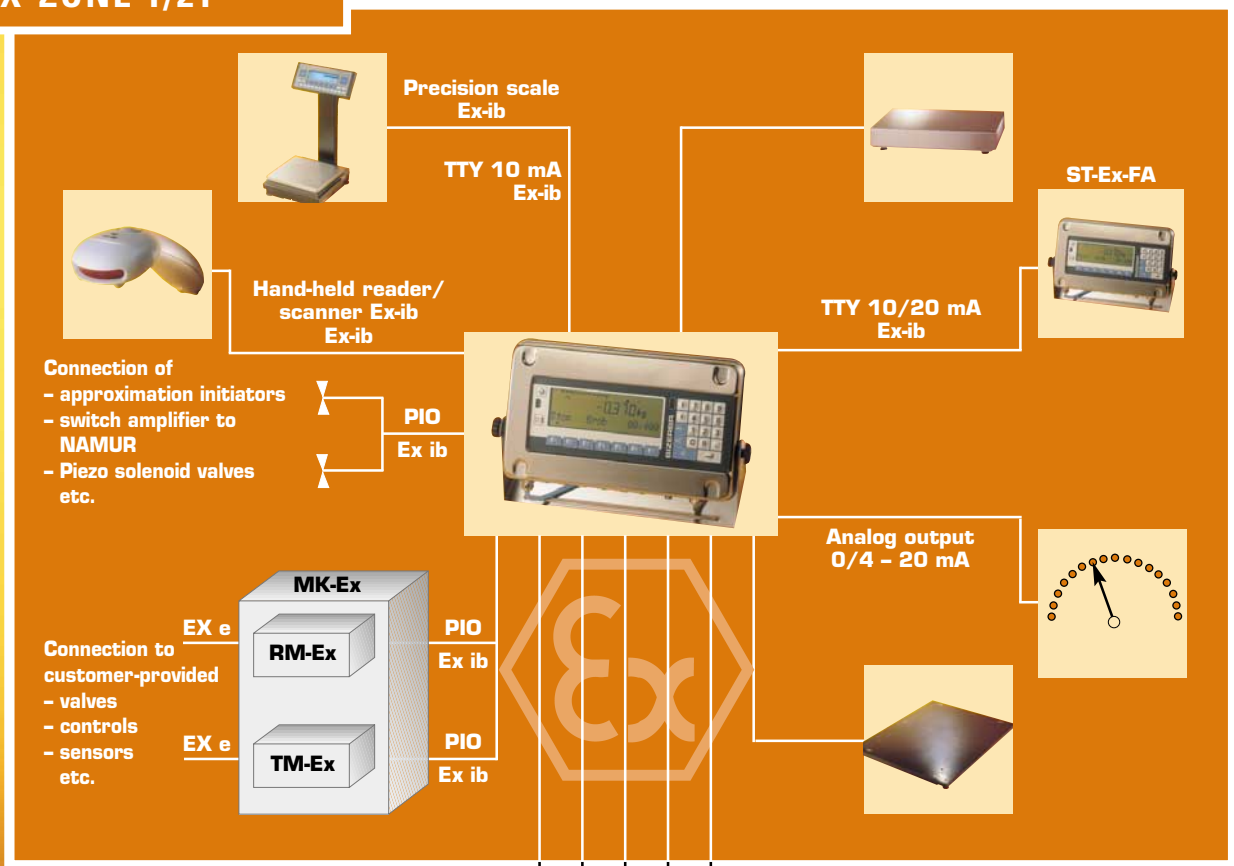 X ZONE 1/21
Precision scale
Ex-ib
TTY 10 mA
Ex-ib
ST-Ex-FA
Hand-held reader/
scanner Ex-ib
Ex-ib
TTY 10/20 mA
Ex-ib
Connection of
– approximation initiators
– switch amplifier to
NAMUR
– Piezo solenoid valves
etc.
PIO
Ex ib
BIZERBA
Analog output
0/4 – 20 mA
MK-Ex
EX e
RM-Ex
PIO
Ex ib
Connection to
customer-provided
– valves
– controls
– sensors
etc.
EX e
TM-Ex
PIO
Ex ib
Ex